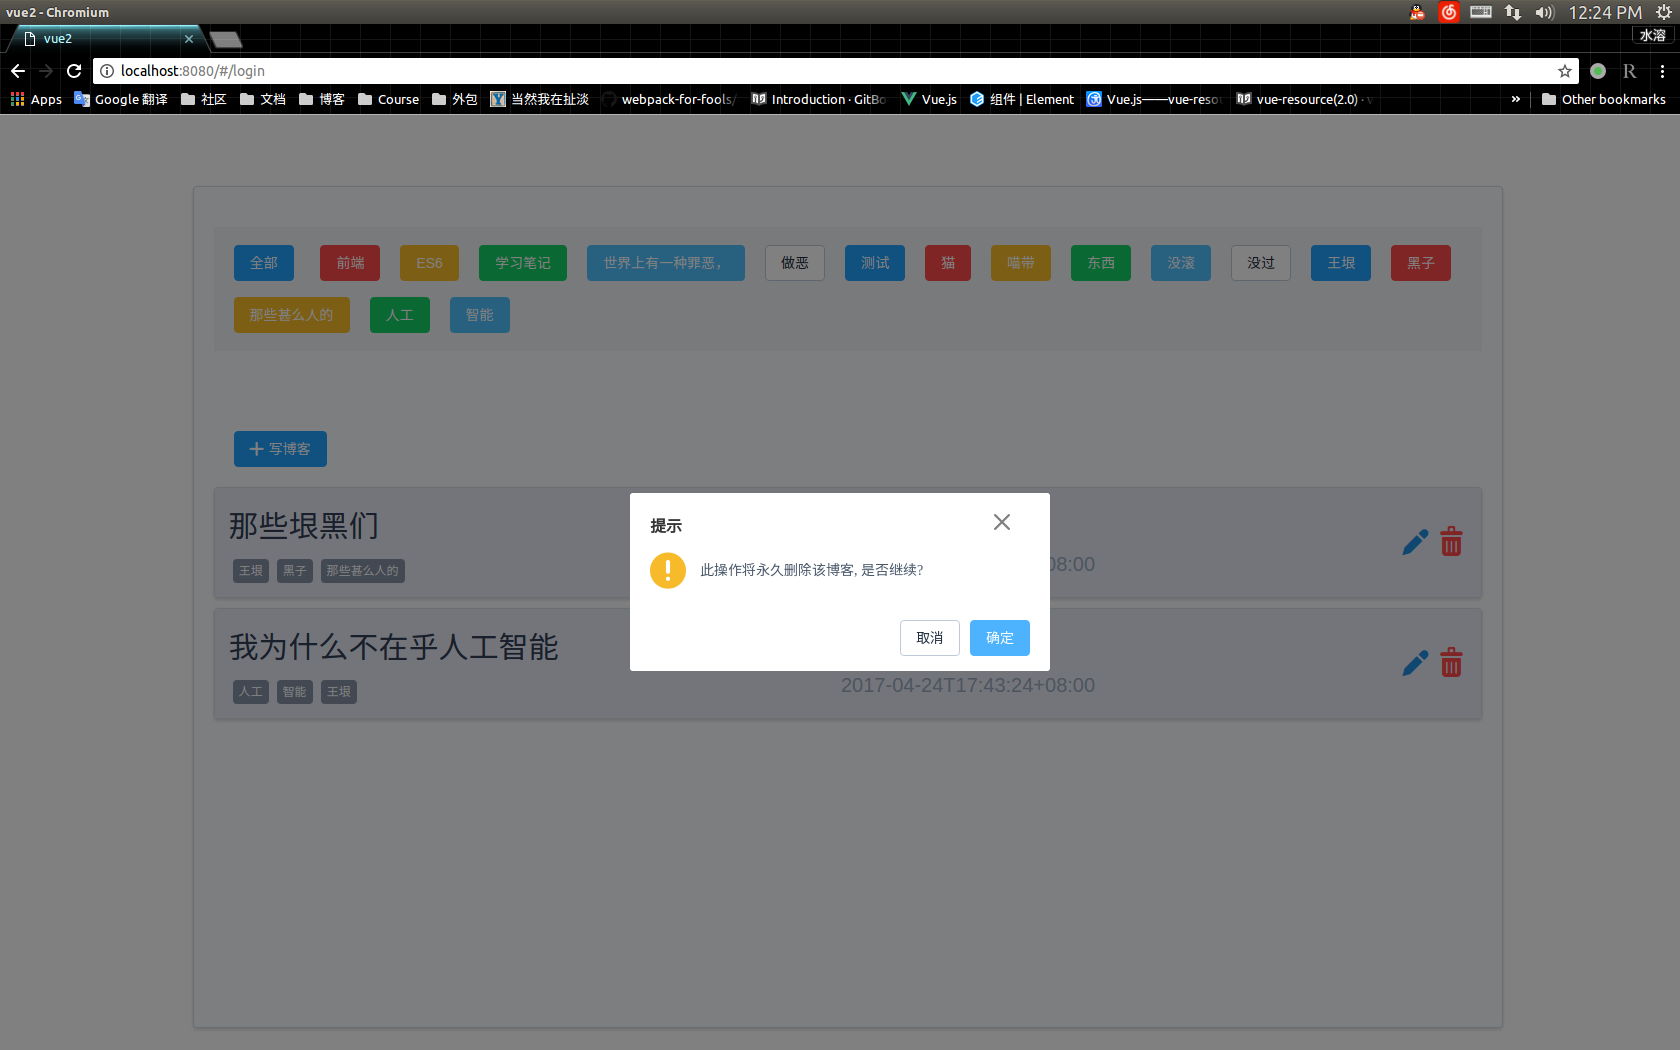 vue2 - Chromium
12:24 PM
vue2
水溶
localhost:8080/#/login
R
Apps
Google 翻译
社区
文档
博客
Course
外包
当然我在扯淡
webpack-for-fools/
Introduction · GitBo
Vue.js
组件 | Element
Vue.js——vue-resou
vue-resource(2.0) · v
»
Other bookmarks
全部
前端
ES6
学习笔记
世界上有一种罪恶，
做恶
测试
猫
喵带
东西
没滚
没过
王垠
黑子
那些甚么人的
人工
智能
写博客
那些垠黑们
王垠
黑子
那些甚么人的
08:00
提示
此操作将永久删除该博客, 是否继续?
取消
确定
我为什么不在乎人工智能
人工
智能
王垠
2017-04-24T17:43:24+08:00